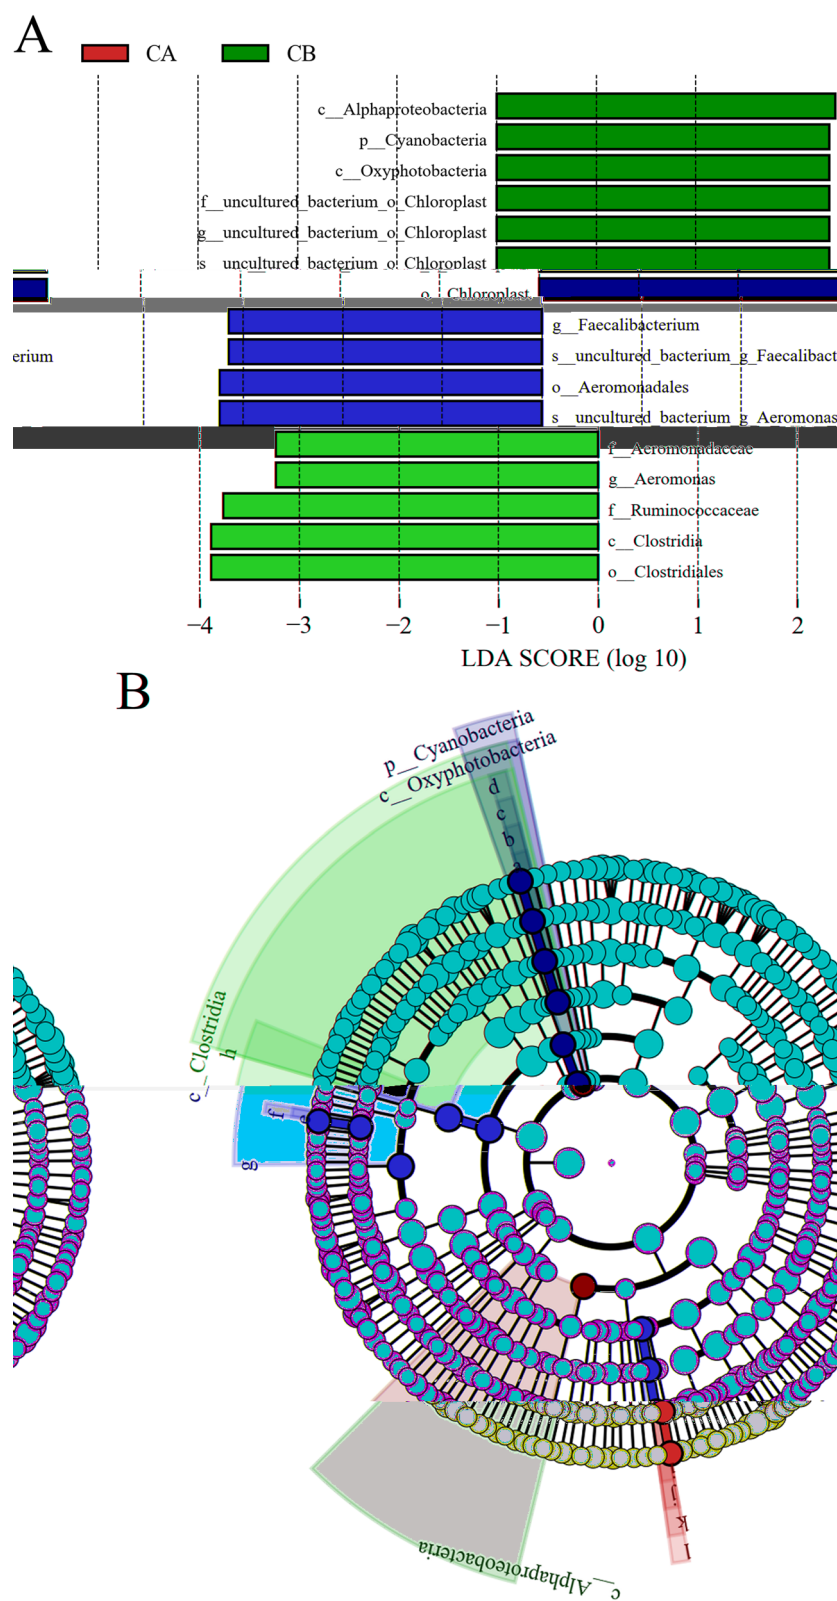 A
CA
CB
c__Alphaproteobacteria
p__Cyanobacteria
c__Oxyphotobacteria
f__uncultured_bacterium_o_Chloroplast
g__uncultured_bacterium_o_Chloroplast
s__uncultured_bacterium_o_Chloroplast
o__Chloroplast
g__Faecalibacterium
erium
s__uncultured_bacterium_g_Faecalibact
o__Aeromonadales
s__uncultured_bacterium_g_Aeromonas
f__Aeromonadaceae
g__Aeromonas
f__Ruminococcaceae
c__Clostridia
o__Clostridiales
−4 −3 −2 −1 0 1 2
LDA SCORE (log 10)
B
p__Cyanobacteria
c__Oxyphotobacteria
d
c
b
a
c__Clostridia
h
f
e
g
j
k
l
c__Alphaproteobacteria